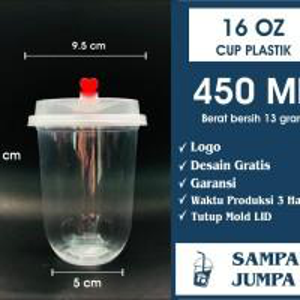 9.5 cm
cm
5 cm
16 OZ
CUP PLASTIK
450 Ml
Berat bersih 13 gram
✓ Logo
✓ Desain Gratis
✓ Garansi
✓ Waktu Produksi 3 Ha
✓ Tutup Mold LID
SAMPA
JUMPA